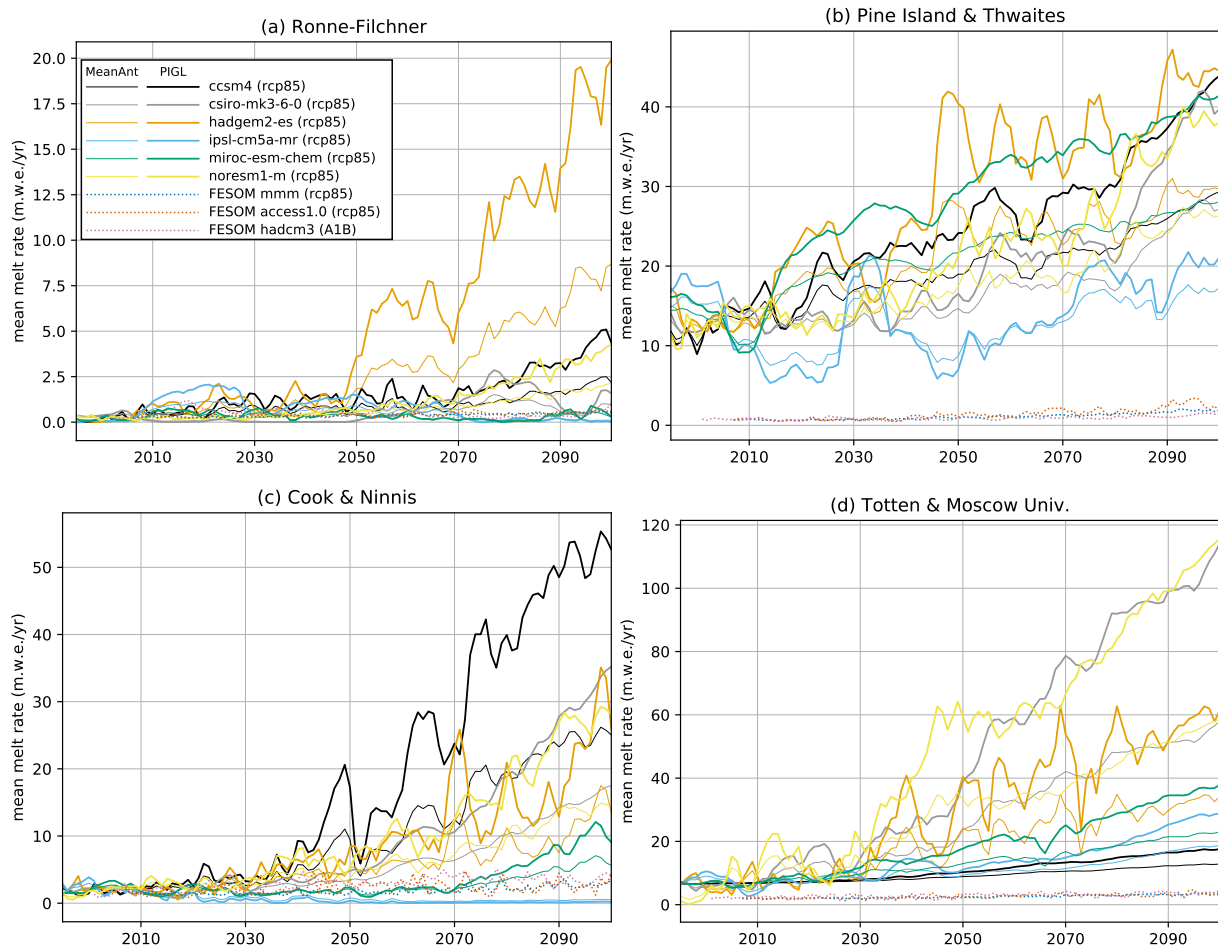 (a) Ronne-Filchner
mean melt rate (m.w.e./yr)
20.0
17.5
15.0
12.5
10.0
7.5
5.0
2.5
0.0
MeanAnt PIGL
ccsm4 (rcp85)
csiro-mk3-6-0 (rcp85)
hadgem2-es (rcp85)
ipsl-cm5a-mr (rcp85)
miroc-esm-chem (rcp85)
noresm1-m (rcp85)
FESOM mmm (rcp85)
FESOM access1.0 (rcp85)
FESOM hadcm3 (A1B)
2010 2030 2050 2070 2090
(b) Pine Island & Thwaites
mean melt rate (m.w.e./yr)
40
30
20
10
0
2010 2030 2050 2070 2090
(c) Cook & Ninnis
mean melt rate (m.w.e./yr)
50
40
30
20
10
0
2010 2030 2050 2070 2090
(d) Totten & Moscow Univ.
mean melt rate (m.w.e./yr)
120
100
80
60
40
20
0
2010 2030 2050 2070 2090